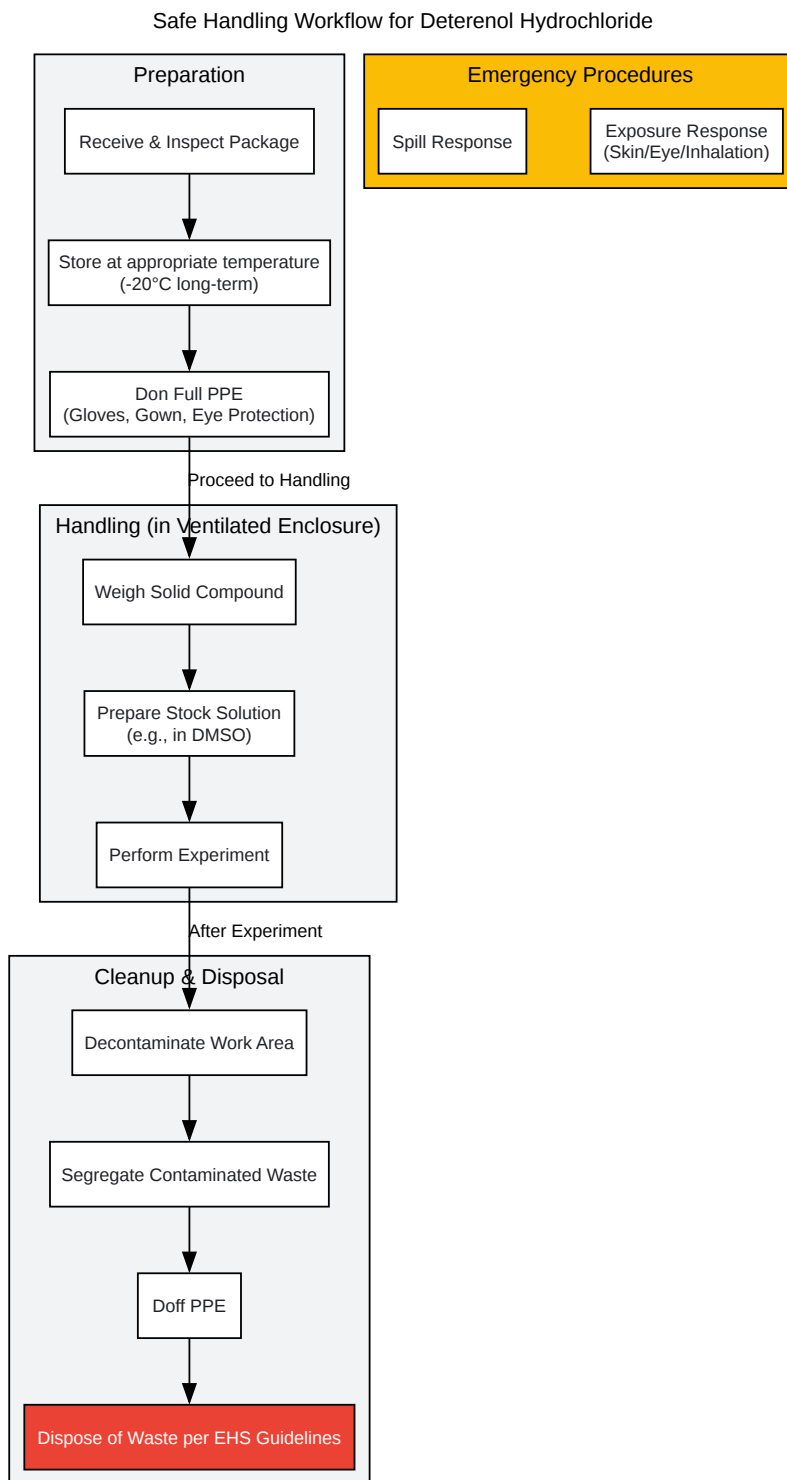 Safe Handling Workflow for Deterenol Hydrochloride
Preparation
Receive & Inspect Package
Store at appropriate temperature
(-20°C long-term)
Don Full PPE
(Gloves, Gown, Eye Protection)
Emergency Procedures
Spill Response
Exposure Response
(Skin/Eye/Inhalation)
Proceed to Handling
Handling (in Ventilated Enclosure)
Weigh Solid Compound
Prepare Stock Solution
(e.g., in DMSO)
Perform Experiment
After Experiment
Cleanup & Disposal
Decontaminate Work Area
Segregate Contaminated Waste
Doff PPE
Dispose of Waste per EHS Guidelines